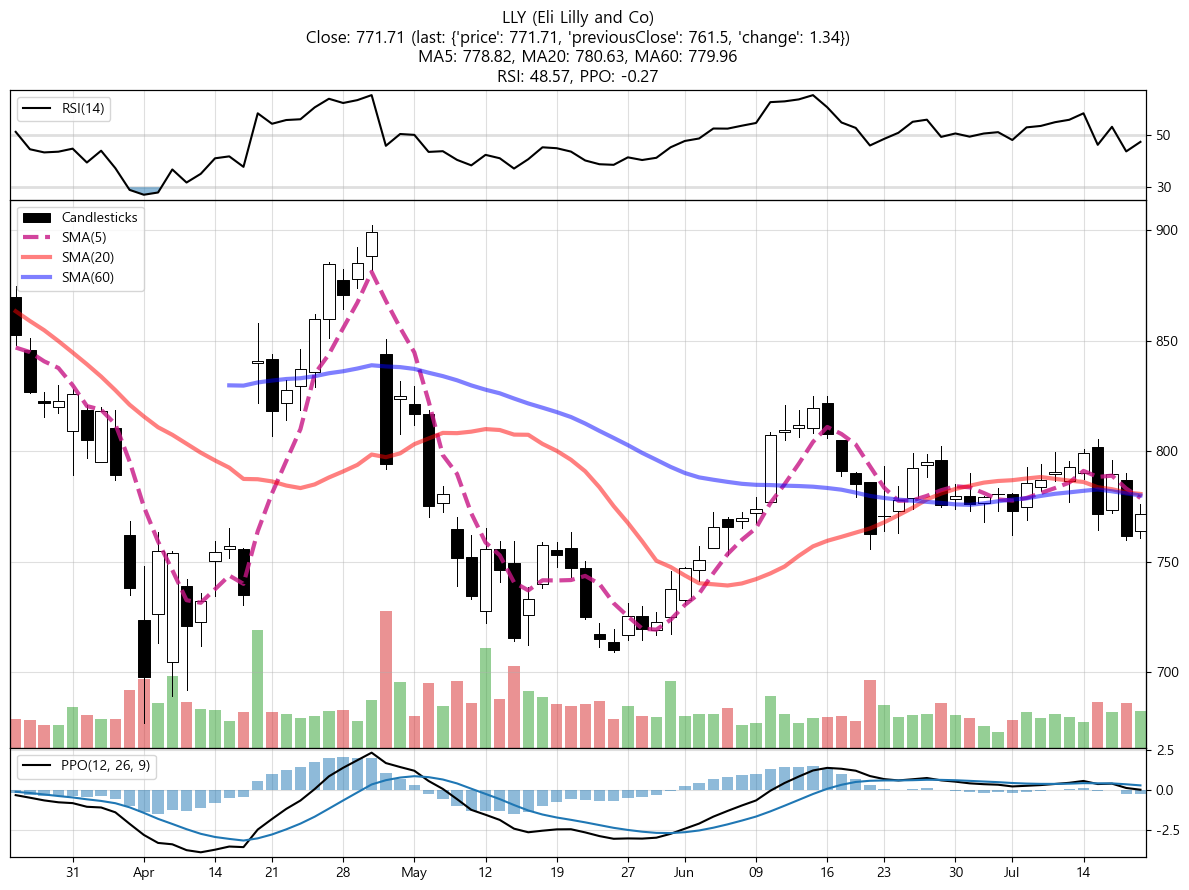 LLY (Eli Lilly and Co)
Close: 771.71 (last: {'price': 771.71, 'previousClose': 761.5, 'change': 1.34})
MA5: 778.82, MA20: 780.63, MA60: 779.96
RSI: 48.57, PPO: -0.27
RSI(14)
50
30
Candlesticks
SMA(5)
SMA(20)
SMA(60)
900
850
800
750
700
PPO(12, 26, 9)
2.5
0.0
-2.5
31 Apr 14 21 28 May 12 19 27 Jun 09 16 23 30 Jul 14